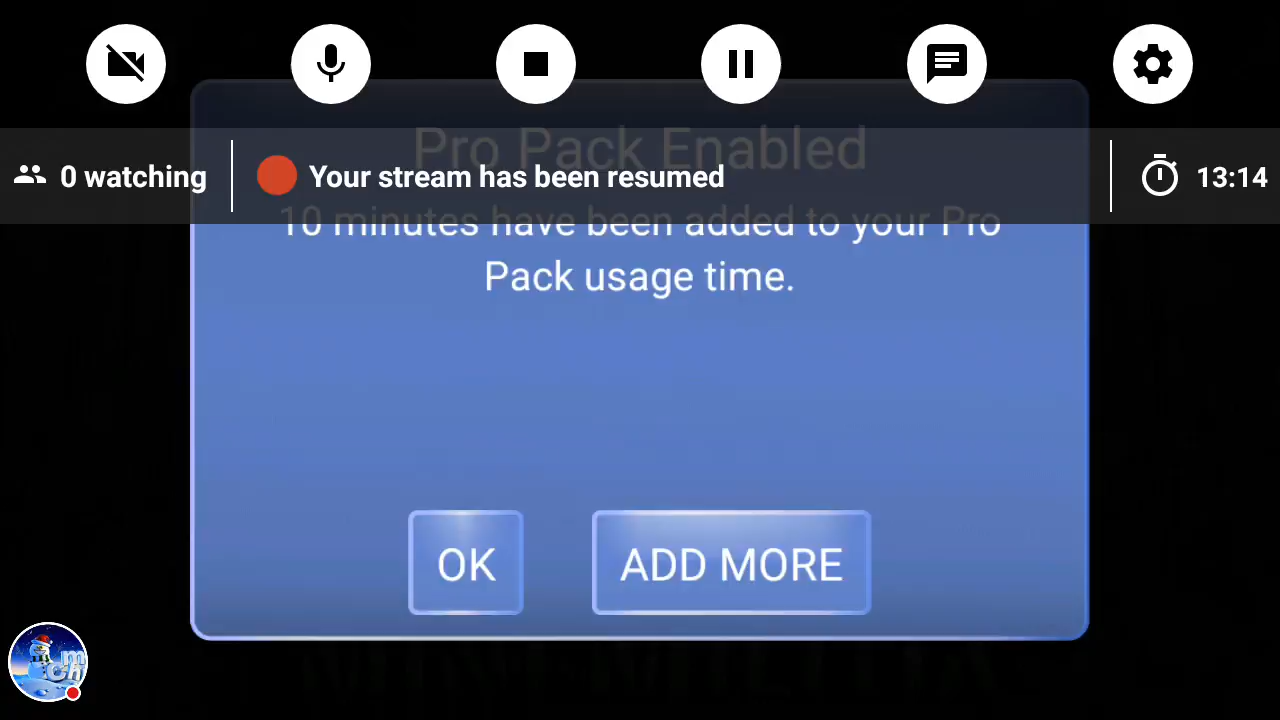 Pro Pack Enabled
0 watching
Your stream has been resumed
13:14
10 minutes have been added to your Pro
Pack usage time.
OK
ADD MORE